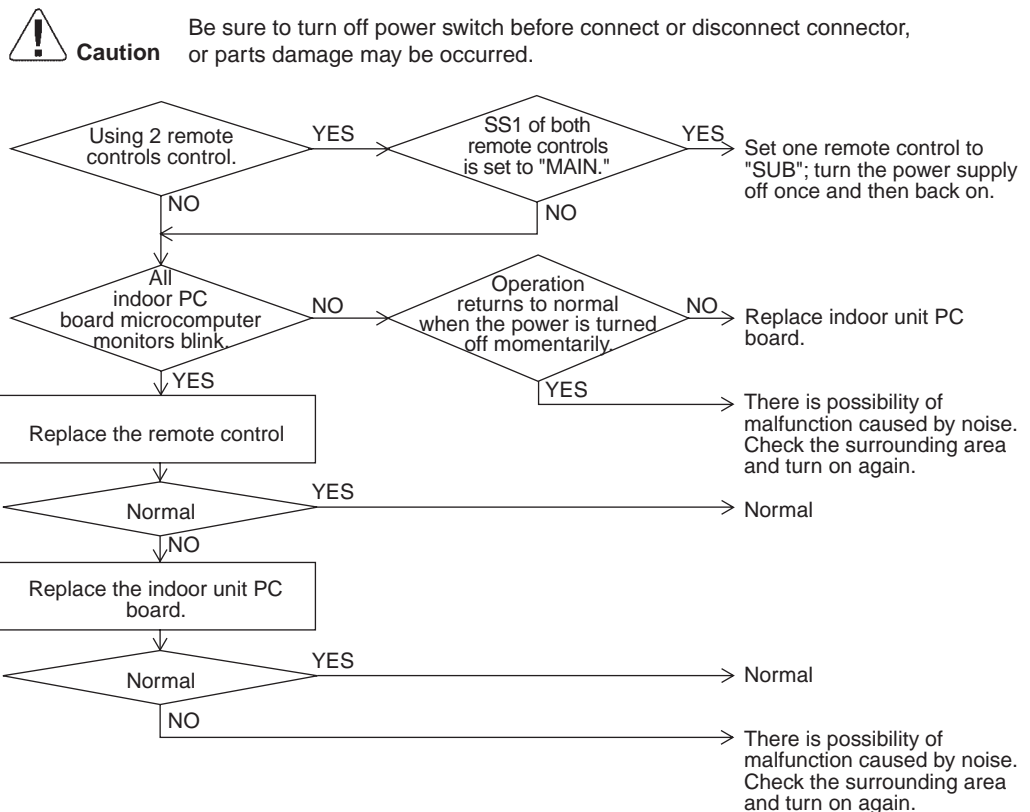 Be sure to turn off power switch before connect or disconnect connector,
Caution or parts damage may be occurred.
Using 2 remote
controls control.
YES
SS1 of both
remote controls
is set to "MAIN."
YES
Set one remote control to
"SUB"; turn the power supply
off once and then back on.
NO
NO
All
indoor PC
board microcomputer
monitors blink.
NO
Operation
returns to normal
when the power is turned
off momentarily.
NO
Replace indoor unit PC
board.
YES
YES
There is possibility of
malfunction caused by noise.
Check the surrounding area
and turn on again.
Replace the remote control
Normal
YES
Normal
NO
Replace the indoor unit PC
board.
Normal
YES
Normal
NO
There is possibility of
malfunction caused by noise.
Check the surrounding area
and turn on again.